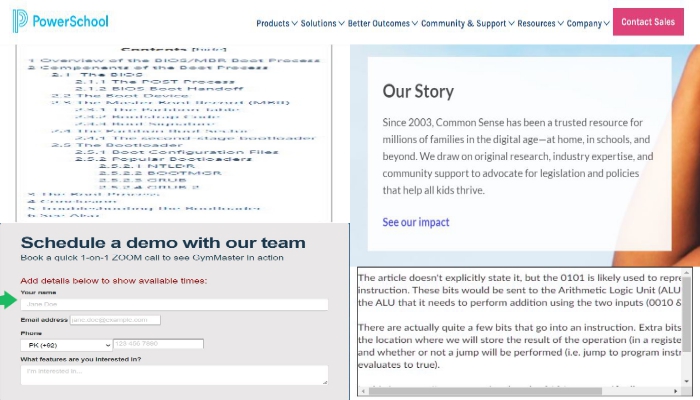 PowerSchool
Products Solutions Better Outcomes Community & Support Resources Company Contact Sales
Contents [hide]
1 Overview of the BIOS/MBR Boot Process
2 Components of the Boot Process
2.1 The BIOS
2.1.1 The POST Process
2.1.2 BIOS Boot Handoff
2.2 The Boot Device
2.3 The Master Boot Record (MBR)
2.3.1 The Partition Table
2.3.2 Bootstrap Code
2.3.3 Boot Signature
2.4 The Partition Boot Sector
2.4.1 The second-stage bootloader
2.5 The Bootloader
2.5.1 Boot Configuration Files
2.5.2 Popular Bootloaders
2.5.2.1 NTLDR
2.5.2.2 BOOTMGR
2.5.2.3 GRUB
2.5.2.4 GRUB 2
3 The Boot Process
4 Conclusion
5 Troubleshooting the Bootloader
6 See Also
Our Story
Since 2003, Common Sense has been a trusted resource for
millions of families in the digital age—at home, in schools, and
beyond. We draw on original research, industry expertise, and
community support to advocate for legislation and policies
that help all kids thrive.
See our impact
Schedule a demo with our team
Book a quick 1-on-1 ZOOM call to see GymMaster in action
Add details below to show available times:
Your name
Jane Doe
Email address jane.doe@example.com
Phone
PK (+92) 123 456 7890
What features are you interested in?
I'm interested in...
The article doesn't explicitly state it, but the 0101 is likely used to repre
instruction. These bits would be sent to the Arithmetic Logic Unit (ALU
the ALU that it needs to perform addition using the two inputs (0010 &
There are actually quite a few bits that go into an instruction. Extra bits
the location where we will store the result of the operation (in a registe
and whether or not a jump will be performed (i.e. jump to program instr
evaluates to true).